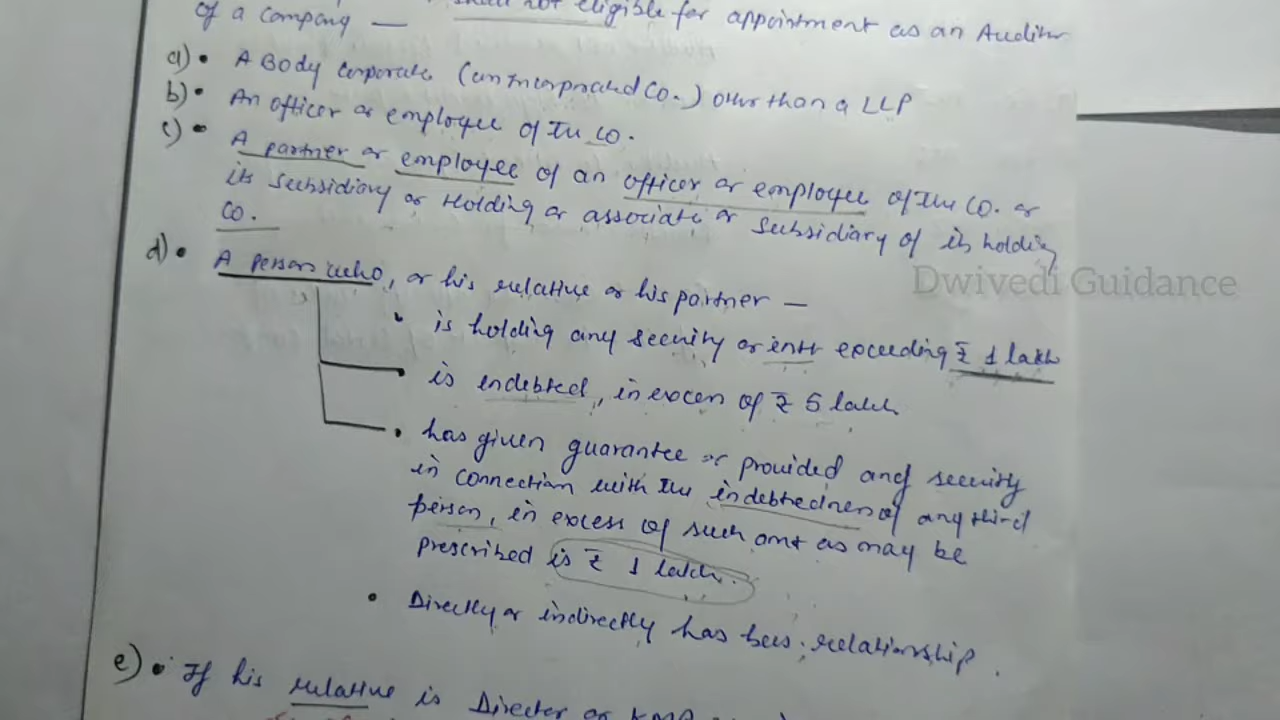 of a company — shall not eligible for appointment as an Auditor
a) • A Body corporate (an Incorporated Co.) other than a LLP
b) • An officer or employee of the co.
c) • A partner or employee of an officer or employee of the co. or
its subsidiary or Holding or associate or subsidiary of its holding
co.
d) • A person who, or his relative or his partner —
• is holding any security or intt exceeding ₹ 1 lakh
• is indebted, in excess of ₹ 5 lakh
• has given guarantee or provided any security
in connection with the indebtedness of any third
person, in excess of such amt as may be
prescribed is ₹ 1 lakh.
• Directly or indirectly has bus. relationship.
e) • If his relative is Director or KMP
Dwivedi Guidance